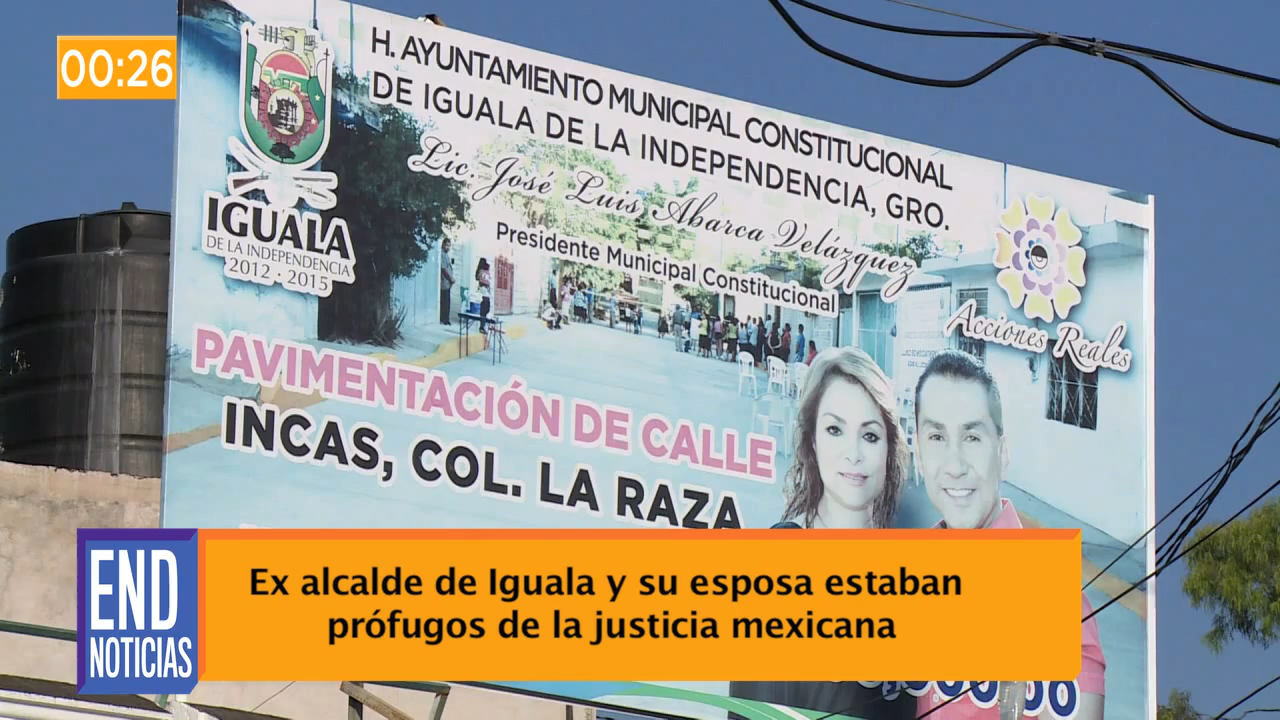 00:26
H. AYUNTAMIENTO MUNICIPAL CONSTITUCIONAL
DE IGUALA DE LA INDEPENDENCIA, GRO.
Lic. José Luis Abarca Velázquez
Presidente Municipal Constitucional
IGUALA
DE LA INDEPENDENCIA
2012 - 2015
Acciones Reales
PAVIMENTACIÓN DE CALLE
INCAS, COL. LA RAZA
END
NOTICIAS
Ex alcalde de Iguala y su esposa estaban
prófugos de la justicia mexicana